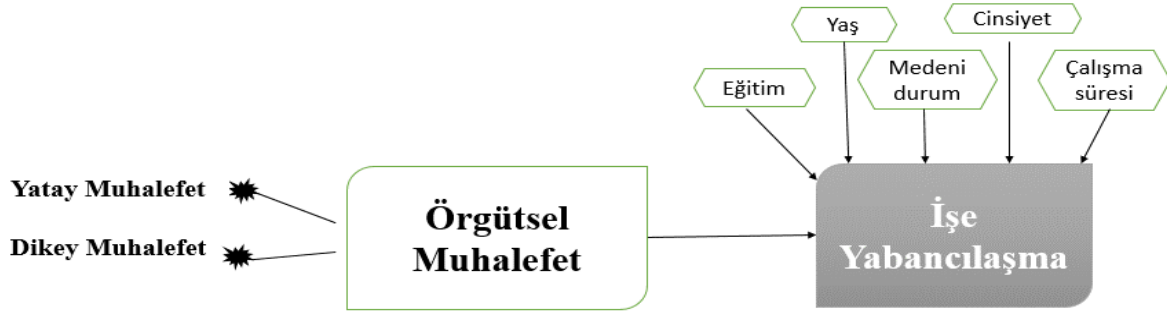 Cinsiyet
Yaş
Medeni
durum
Çalışma
süresi
Eğitim
Yatay Muhalefet
Dikey Muhalefet
Örgütsel
Muhalefet
İşe
Yabancılaşma